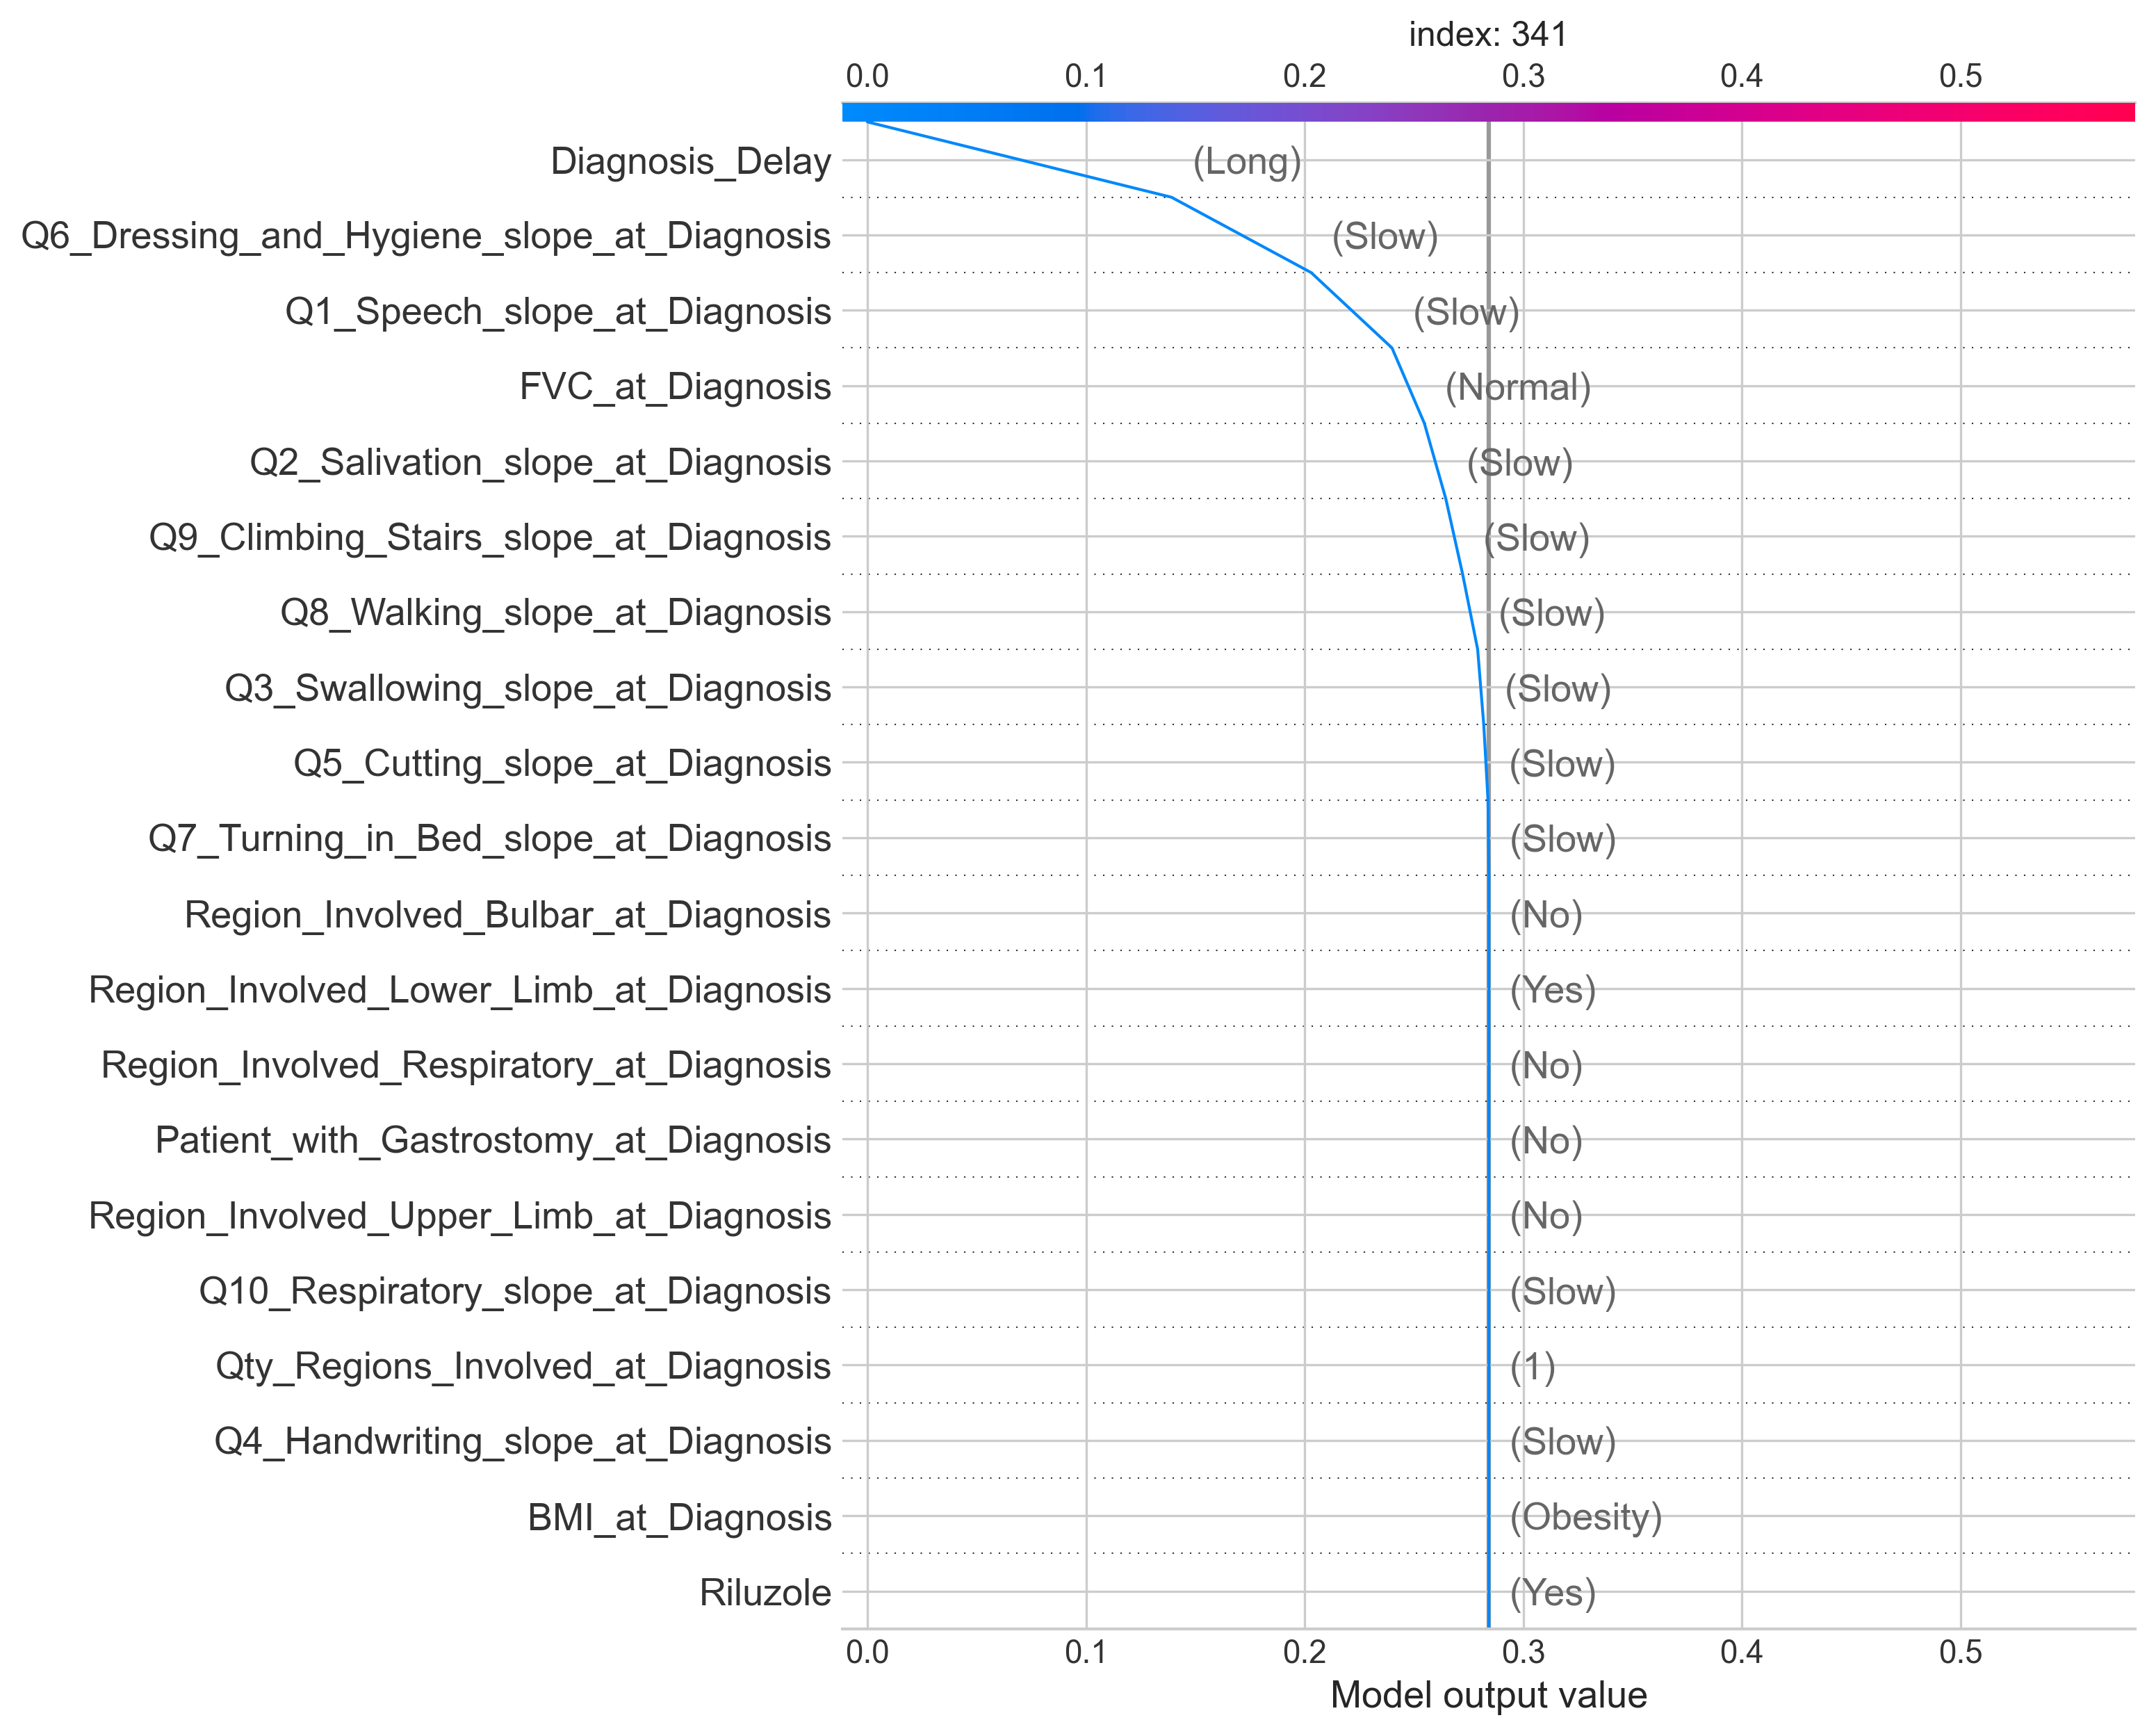 index: 341
0.0 0.1 0.2 0.3 0.4 0.5
Diagnosis_Delay (Long)
Q6_Dressing_and_Hygiene_slope_at_Diagnosis (Slow)
Q1_Speech_slope_at_Diagnosis (Slow)
FVC_at_Diagnosis (Normal)
Q2_Salivation_slope_at_Diagnosis (Slow)
Q9_Climbing_Stairs_slope_at_Diagnosis (Slow)
Q8_Walking_slope_at_Diagnosis (Slow)
Q3_Swallowing_slope_at_Diagnosis (Slow)
Q5_Cutting_slope_at_Diagnosis (Slow)
Q7_Turning_in_Bed_slope_at_Diagnosis (Slow)
Region_Involved_Bulbar_at_Diagnosis (No)
Region_Involved_Lower_Limb_at_Diagnosis (Yes)
Region_Involved_Respiratory_at_Diagnosis (No)
Patient_with_Gastrostomy_at_Diagnosis (No)
Region_Involved_Upper_Limb_at_Diagnosis (No)
Q10_Respiratory_slope_at_Diagnosis (Slow)
Qty_Regions_Involved_at_Diagnosis (1)
Q4_Handwriting_slope_at_Diagnosis (Slow)
BMI_at_Diagnosis (Obesity)
Riluzole (Yes)
0.0 0.1 0.2 0.3 0.4 0.5
Model output value